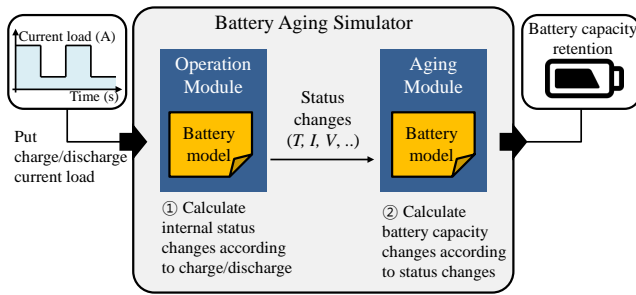 Battery Aging Simulator
Current load (A)
Time (s)
Put
charge/discharge
current load
Operation
Module
Battery
model
① Calculate
internal status
changes according
to charge/discharge
Status
changes
(T, I, V, ..)
Aging
Module
Battery
model
② Calculate
battery capacity
changes according
to status changes
Battery capacity
retention